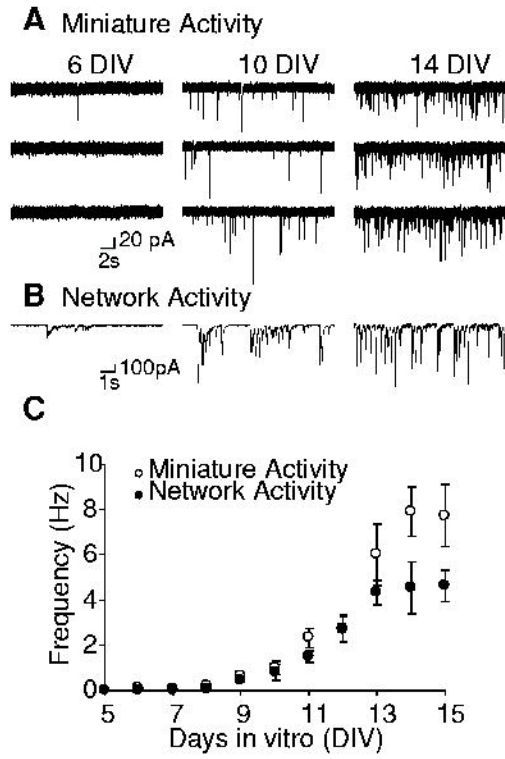 A Miniature Activity
6 DIV 10 DIV 14 DIV
20 pA
2s
B Network Activity
100pA
1s
C
10
8
6
4
2
0
Frequency (Hz)
Miniature Activity
Network Activity
5 7 9 11 13 15
Days in vitro (DIV)